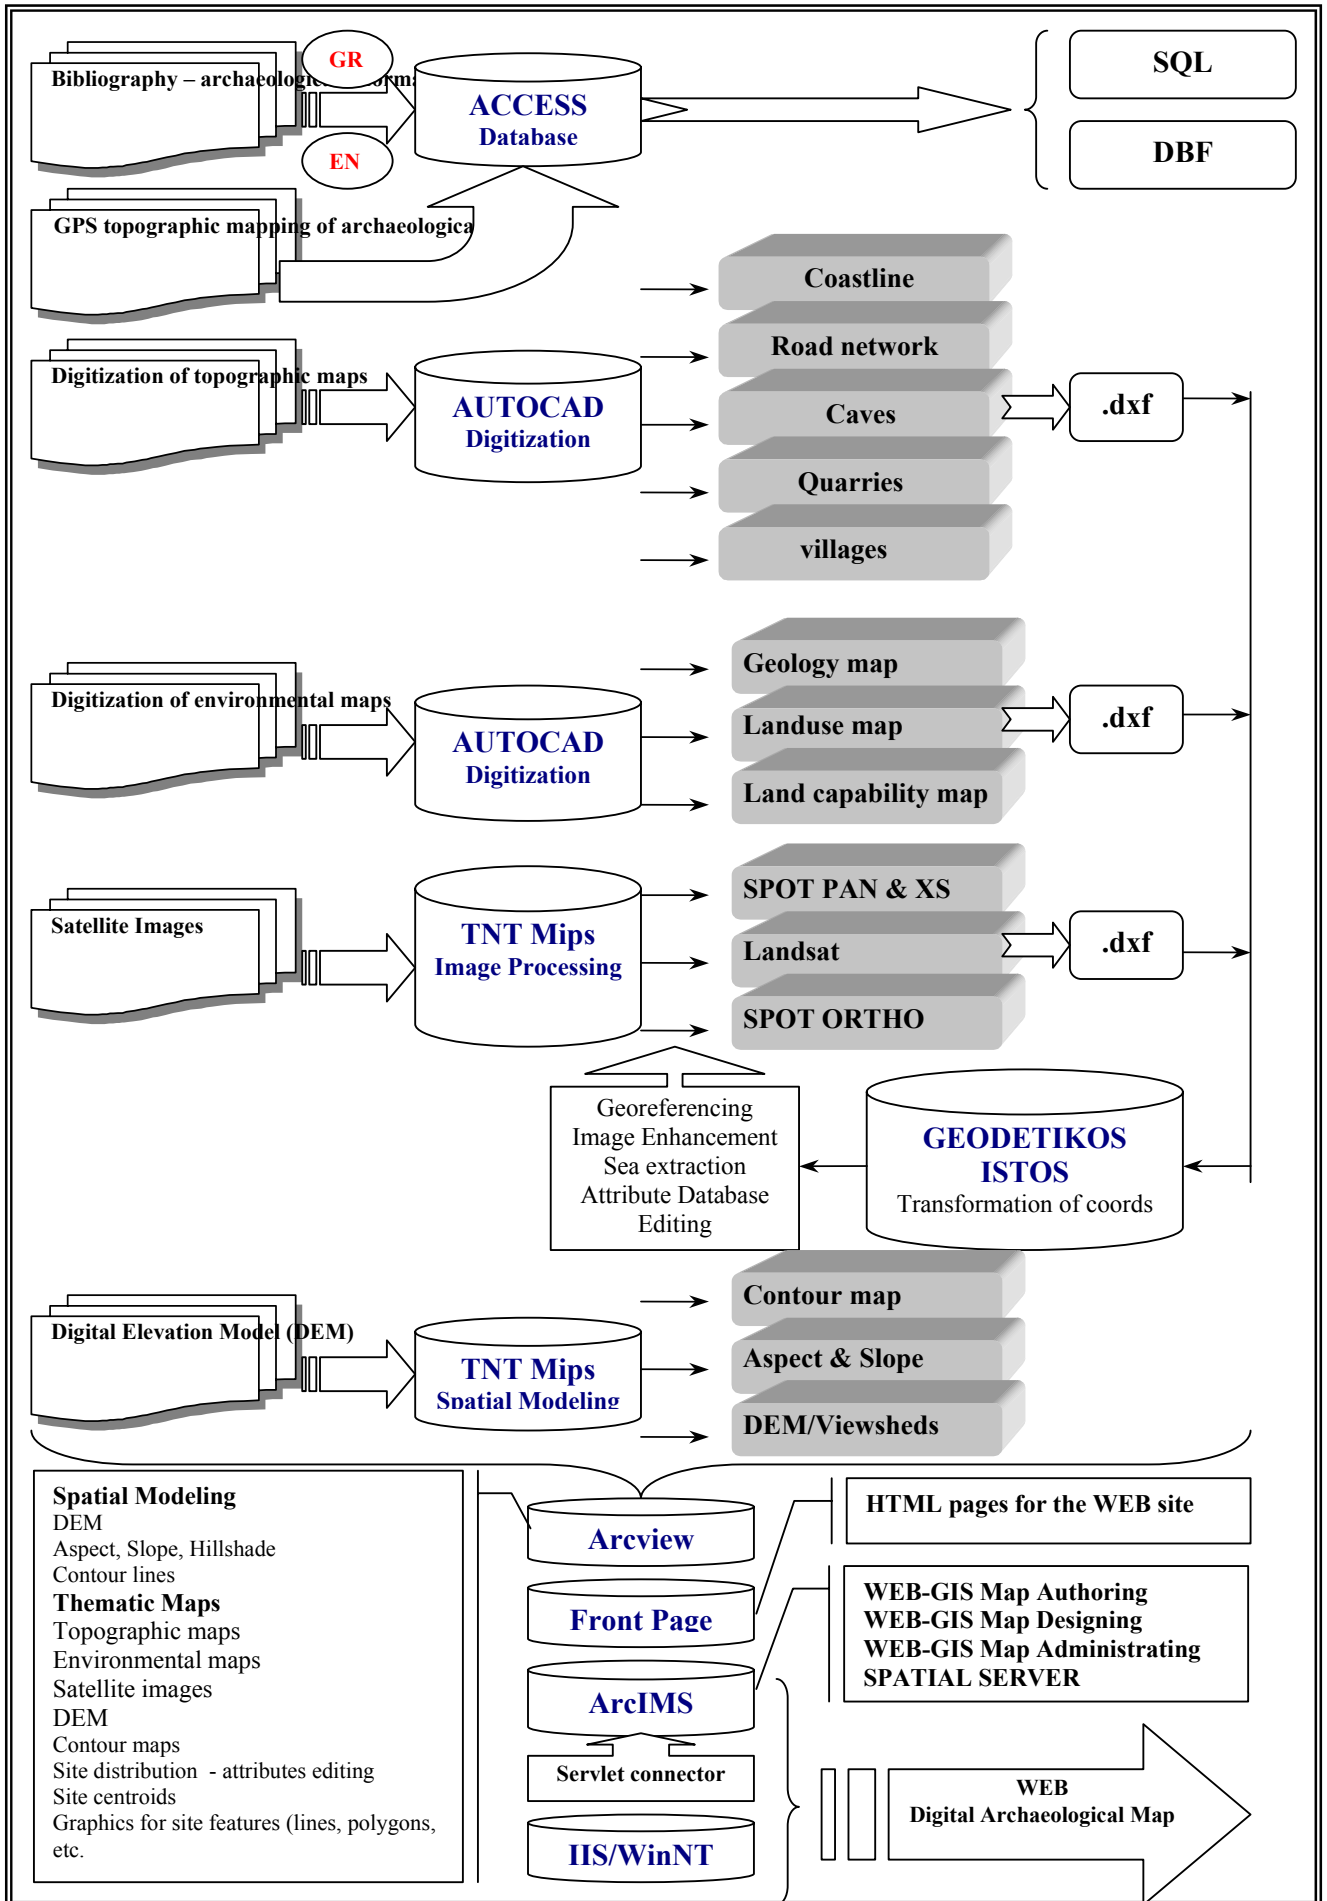 GR
Bibliography – archaeologic orma
EN
ACCESS
Database
SQL
DBF
GPS topographic mapping of archaeologica
Coastline
Road network
Caves
Quarries
villages
Digitization of topographic maps
AUTOCAD
Digitization
.dxf
Digitization of environmental maps
AUTOCAD
Digitization
Geology map
Landuse map
Land capability map
.dxf
Satellite Images
TNT Mips
Image Processing
SPOT PAN & XS
Landsat
SPOT ORTHO
.dxf
Georeferencing
Image Enhancement
Sea extraction
Attribute Database
Editing
GEODETIKOS
ISTOS
Transformation of coords
Digital Elevation Model (DEM)
TNT Mips
Spatial Modeling
Contour map
Aspect & Slope
DEM/Viewsheds
Spatial Modeling
DEM
Aspect, Slope, Hillshade
Contour lines
Thematic Maps
Topographic maps
Environmental maps
Satellite images
DEM
Contour maps
Site distribution - attributes editing
Site centroids
Graphics for site features (lines, polygons,
etc.
Arcview
Front Page
ArcIMS
Servlet connector
IIS/WinNT
HTML pages for the WEB site
WEB-GIS Map Authoring
WEB-GIS Map Designing
WEB-GIS Map Administrating
SPATIAL SERVER
WEB
Digital Archaeological Map